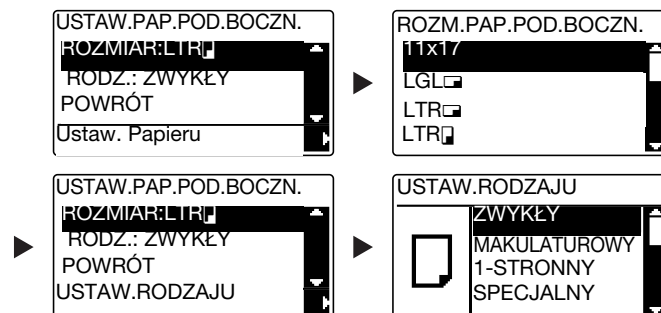 USTAW.PAP.POD.BOCZN.
ROZMIAR:LTR
RODZ.: ZWYKŁY
POWRÓT
Ustaw. Papieru
ROZM.PAP.POD.BOCZN.
11x17
LGL
LTR
LTR
USTAW.PAP.POD.BOCZN.
ROZMIAR:LTR
RODZ.: ZWYKŁY
POWRÓT
USTAW.RODZAJU
USTAW.RODZAJU
ZWYKŁY
MAKULATUROWY
1-STRONNY
SPECJALNY